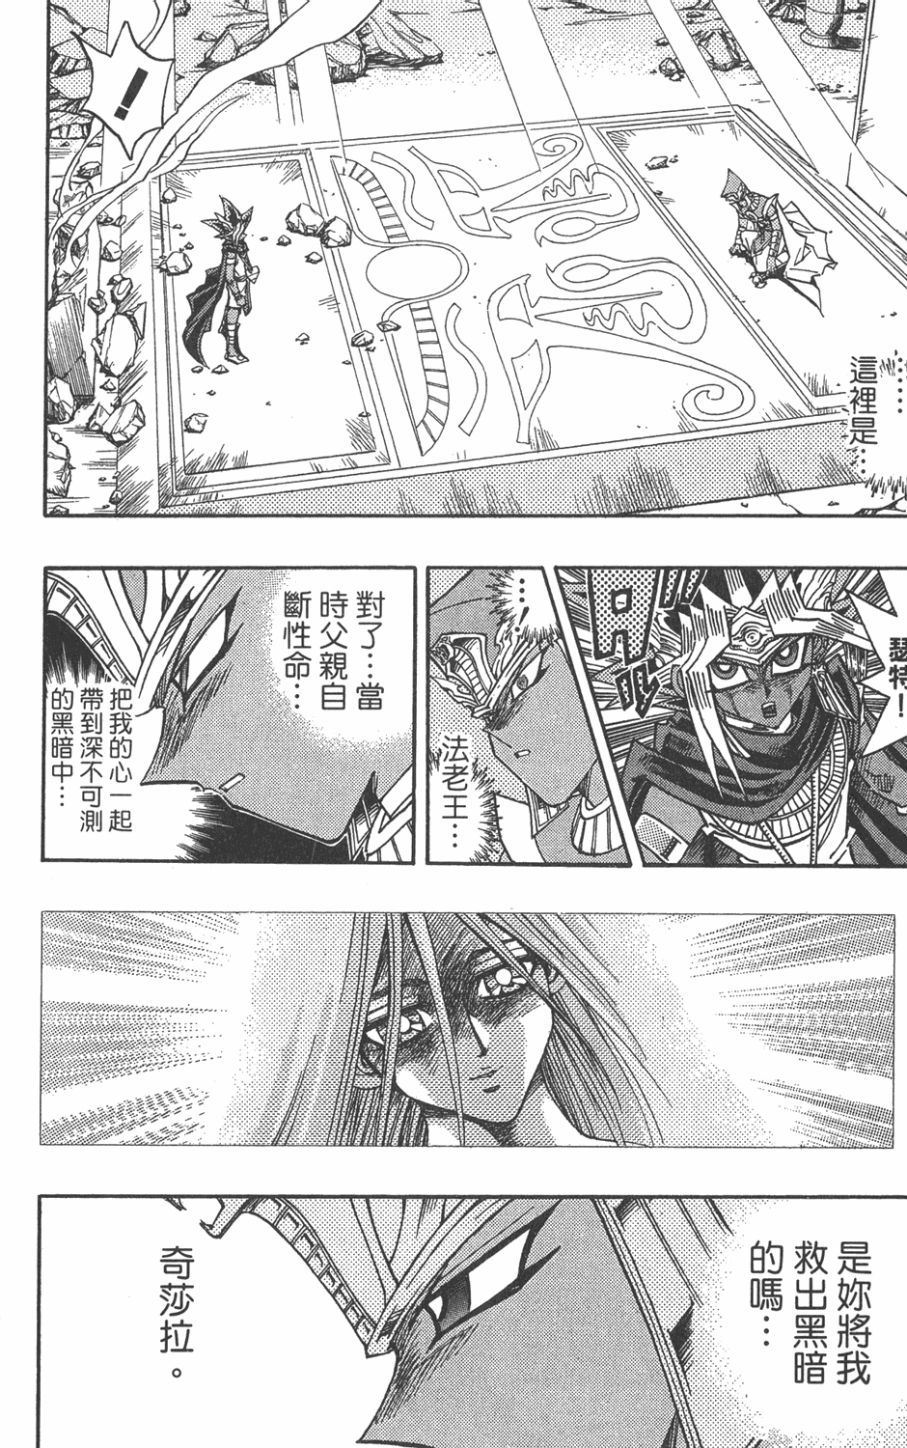 ！
……
這裡是…
瑟特！
ロ
…！
法老王…
對了…當
時父親自
斷性命…
把我的心一起
帶到深不可測
的黑暗中…
是妳將我
救出黑暗
的嗎…
奇莎拉。